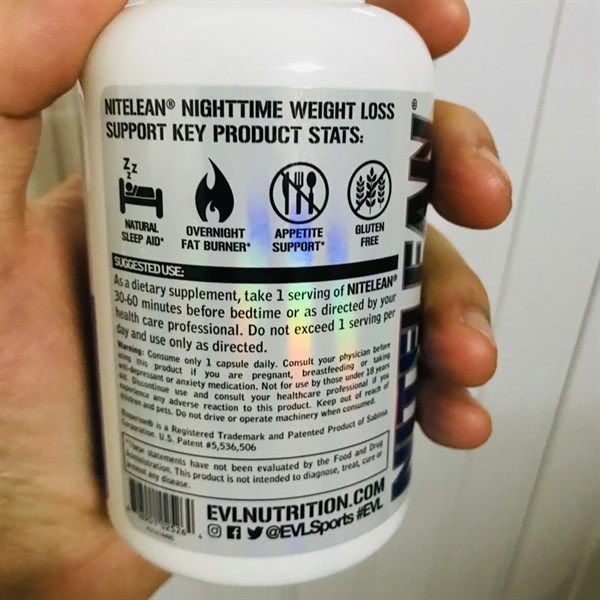 NITELEAN® NIGHTTIME WEIGHT LOSS
SUPPORT KEY PRODUCT STATS:
Z Z Z
NATURAL
SLEEP AID*
OVERNIGHT
FAT BURNER*
APPETITE
SUPPORT*
GLUTEN
FREE
SUGGESTED USE:
As a dietary supplement, take 1 serving of NITELEAN®
30-60 minutes before bedtime or as directed by your
health care professional. Do not exceed 1 serving per
day and use only as directed.
Warning: Consume only 1 capsule daily. Consult your physician before
using this product if you are pregnant, breastfeeding or taking
anti-depressant or anxiety medication. Not for use by those under 18 years
old. Discontinue use and consult your healthcare professional if you
experience any adverse reaction to this product. Keep out of reach of
children and pets. Do not drive or operate machinery when consumed.
Bioperine® is a Registered Trademark and Patented Product of Sabinsa
Corporation. U.S. Patent #5,536,506
These statements have not been evaluated by the Food and Drug
Administration. This product is not intended to diagnose, treat, cure or
prevent any disease.
EVLNUTRITION.COM
@EVLSports #EVL
NITELEAN®